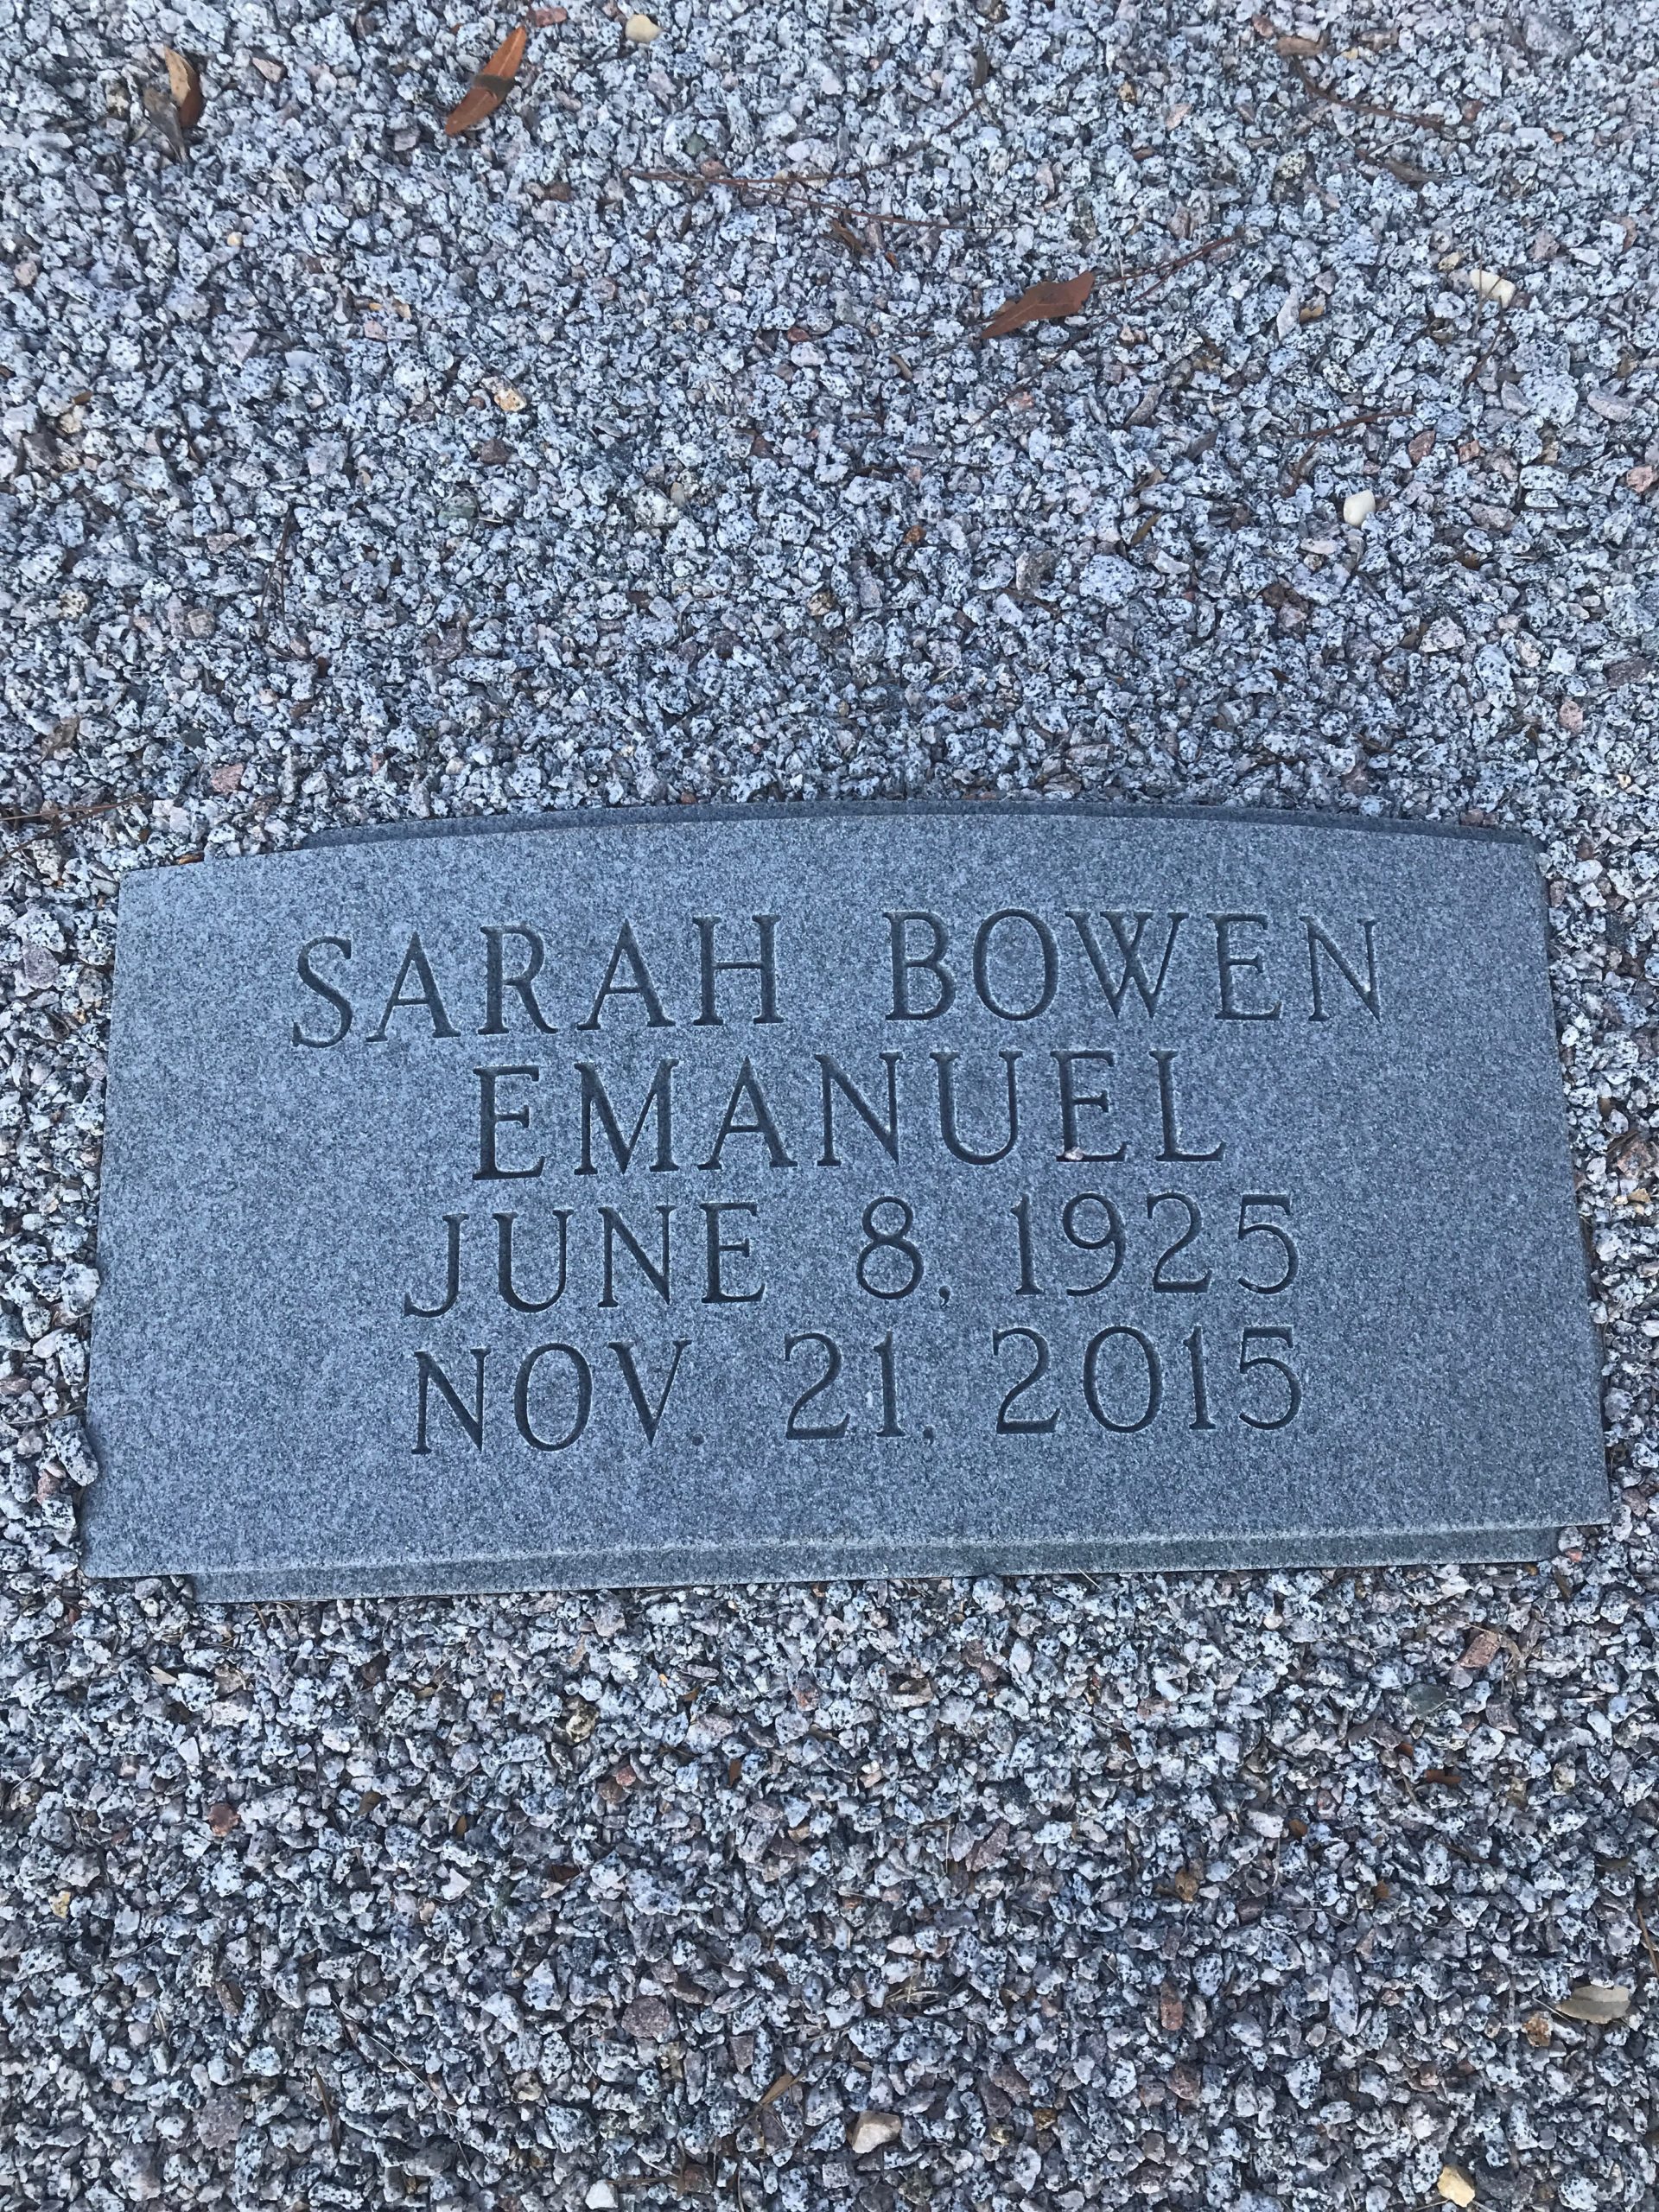 SARAH BOWEN
EMANUEL
JUNE 8, 1925
NOV. 21, 2015